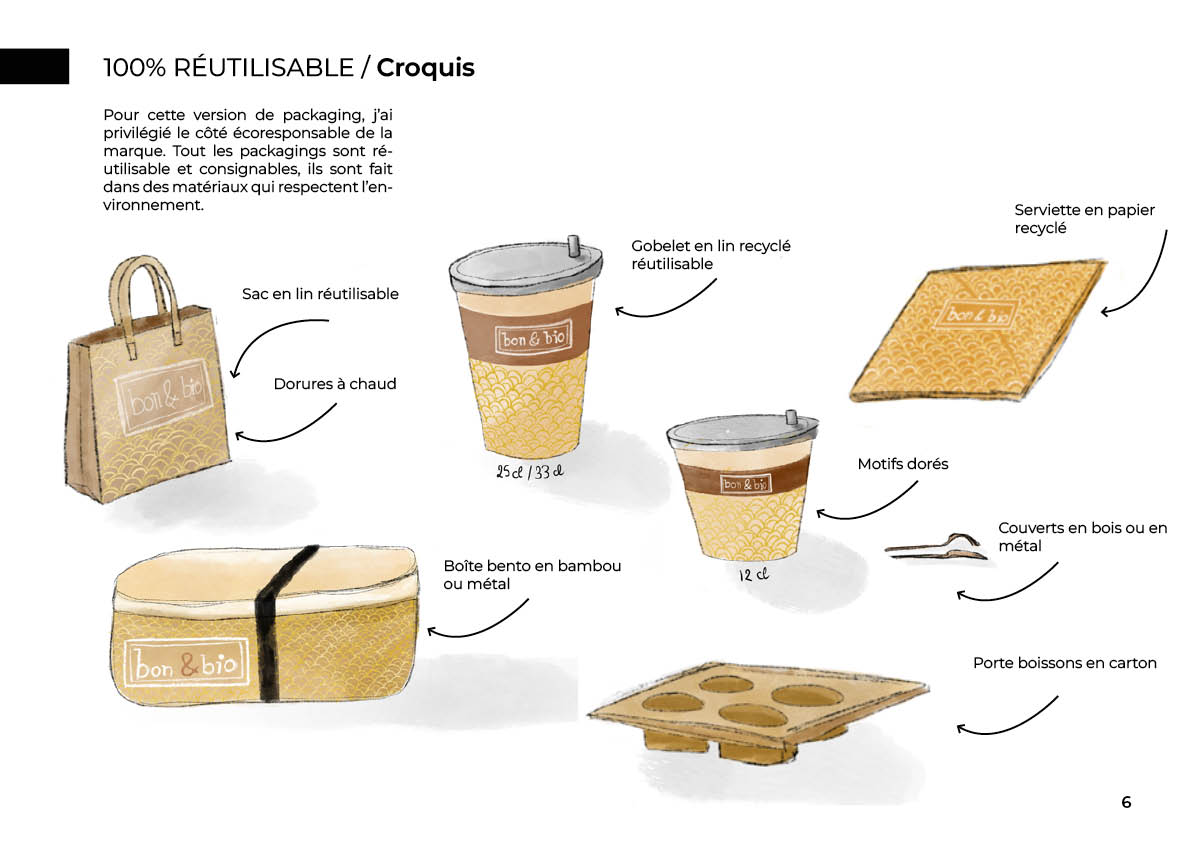 100% RÉUTILISABLE / Croquis
Pour cette version de packaging, j’ai
privilégié le côté écoresponsable de la
marque. Tout les packagings sont ré-
utilisable et consignables, ils sont fait
dans des matériaux qui respectent l’en-
vironnement.
Serviette en papier
recyclé
Gobelet en lin recyclé
réutilisable
Sac en lin réutilisable
bon & bio
bon & bio
Dorures à chaud
bon & bio
25 cl / 33 cl
Motifs dorés
bon & bio
Couverts en bois ou en
métal
Boîte bento en bambou
ou métal
12 cl
bon & bio
Porte boissons en carton
6